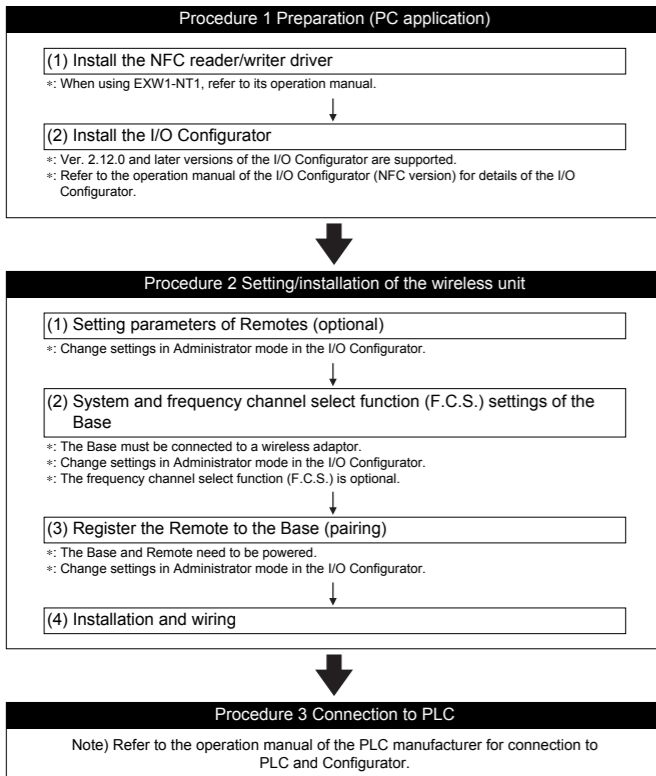 Procedure 1 Preparation (PC application)
(1) Install the NFC reader/writer driver
∗: When using EXW1-NT1, refer to its operation manual.
(2) Install the I/O Configurator
∗: Ver. 2.12.0 and later versions of the I/O Configurator are supported.
∗: Refer to the operation manual of the I/O Configurator (NFC version) for details of the I/O
Configurator.
Procedure 2 Setting/installation of the wireless unit
(1) Setting parameters of Remotes (optional)
∗: Change settings in Administrator mode in the I/O Configurator.
(2) System and frequency channel select function (F.C.S.) settings of the
Base
∗: The Base must be connected to a wireless adaptor.
∗: Change settings in Administrator mode in the I/O Configurator.
∗: The frequency channel select function (F.C.S.) is optional.
(3) Register the Remote to the Base (pairing)
∗: The Base and Remote need to be powered.
∗: Change settings in Administrator mode in the I/O Configurator.
(4) Installation and wiring
Procedure 3 Connection to PLC
Note) Refer to the operation manual of the PLC manufacturer for connection to
PLC and Configurator.